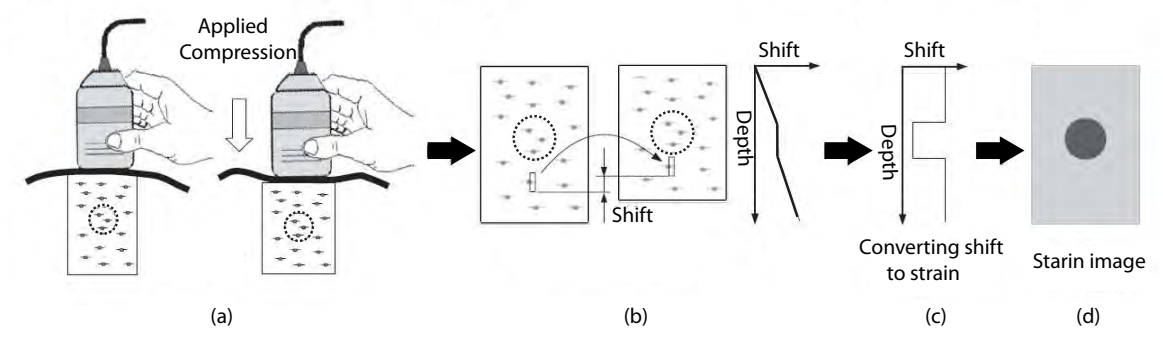 Applied
Compression
Shift
Depth
Shift
Shift
Depth
Converting shift
to strain
Starin image
(a)
(b)
(c)
(d)